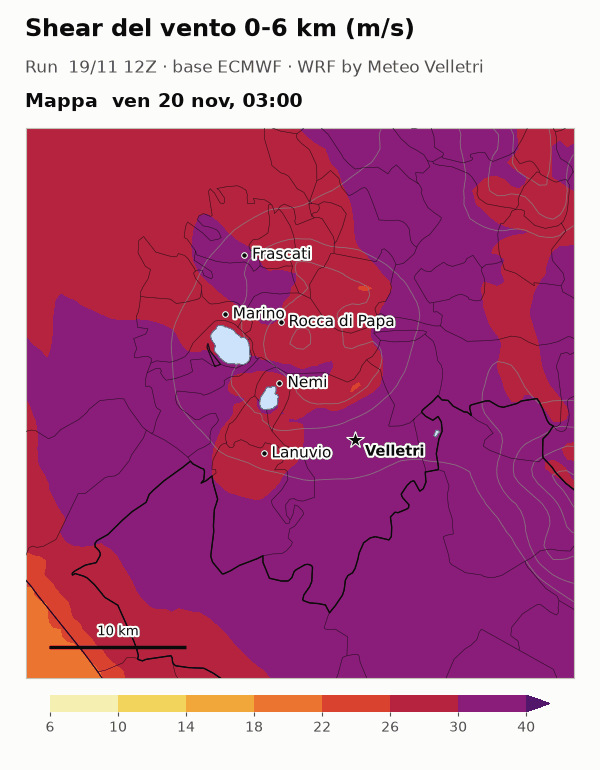 Shear del vento 0-6 km (m/s)
Run  19/11 12Z · base ECMWF · WRF by Meteo Velletri
Mappa  ven 20 nov, 03:00
Frascati
Marino
Rocca di Papa
Nemi
Velletri
Lanuvio
10 km
6 10 14 18 22 26 30 40